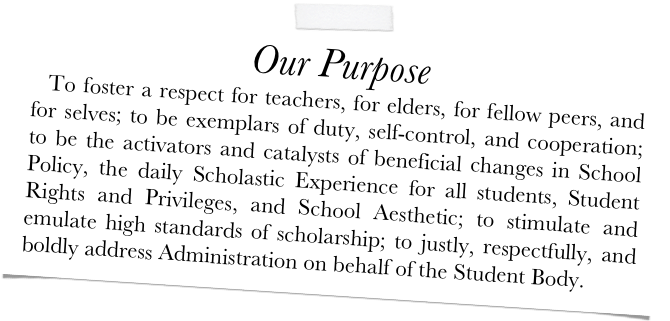 Our Purpose
To foster a respect for teachers, for elders, for fellow peers, and
for selves; to be exemplars of duty, self-control, and cooperation;
to be the activators and catalysts of beneficial changes in School
Policy, the daily Scholastic Experience for all students, Student
Rights and Privileges, and School Aesthetic; to stimulate and
emulate high standards of scholarship; to justly, respectfully, and
boldly address Administration on behalf of the Student Body.